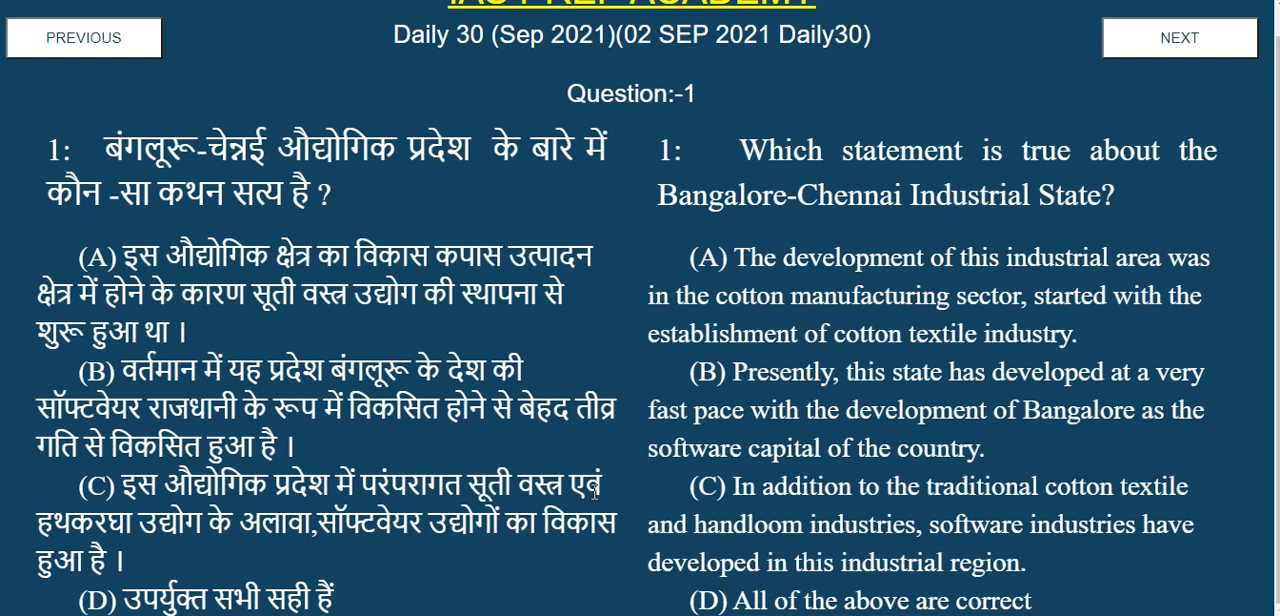 PREVIOUS
Daily 30 (Sep 2021)(02 SEP 2021 Daily30)
NEXT
Question:-1
1: बंगलूरू-चेन्नई औद्योगिक प्रदेश के बारे में
कौन -सा कथन सत्य है ?
(A) इस औद्योगिक क्षेत्र का विकास कपास उत्पादन
क्षेत्र में होने के कारण सूती वस्त्र उद्योग की स्थापना से
शुरू हुआ था ।
(B) वर्तमान में यह प्रदेश बंगलूरू के देश की
सॉफ्टवेयर राजधानी के रूप में विकसित होने से बेहद तीव्र
गति से विकसित हुआ है ।
(C) इस औद्योगिक प्रदेश में परंपरागत सूती वस्त्र एवं
हथकरघा उद्योग के अलावा,सॉफ्टवेयर उद्योगों का विकास
हुआ है ।
(D) उपर्युक्त सभी सही हैं
1: Which statement is true about the
Bangalore-Chennai Industrial State?
(A) The development of this industrial area was
in the cotton manufacturing sector, started with the
establishment of cotton textile industry.
(B) Presently, this state has developed at a very
fast pace with the development of Bangalore as the
software capital of the country.
(C) In addition to the traditional cotton textile
and handloom industries, software industries have
developed in this industrial region.
(D) All of the above are correct